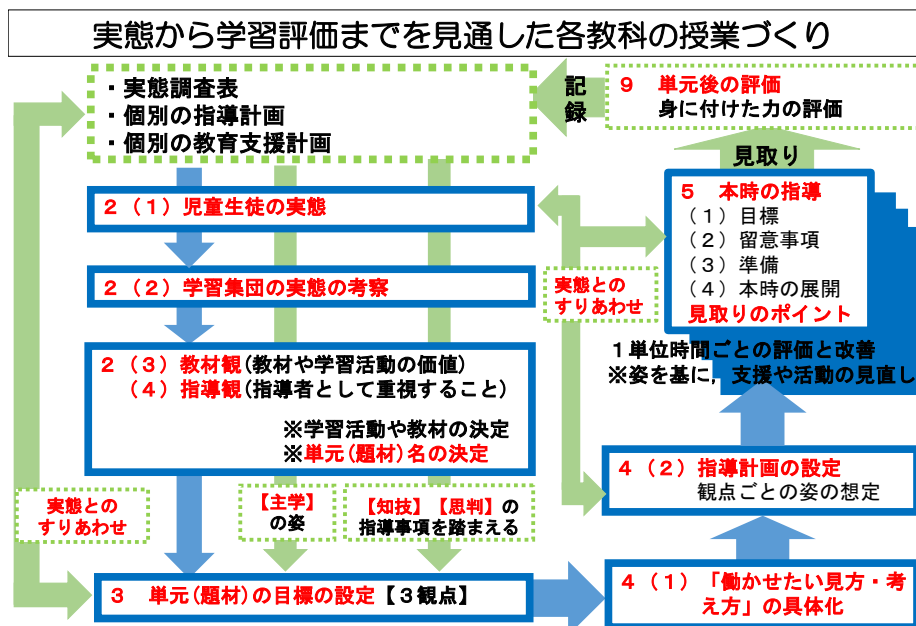 実態から学習評価までを見通した各教科の授業づくり
・実態調査表
・個別の指導計画
・個別の教育支援計画
2（1）児童生徒の実態
2（2）学習集団の実態の考察
2（3）教材観(教材や学習活動の価値)
（4）指導観(指導者として重視すること)
※学習活動や教材の決定
※単元(題材)名の決定
実態との
すりあわせ
【主学】
の姿
【知技】【思判】の
指導事項を踏まえる
3　単元(題材)の目標の設定【3観点】
4（1）「働かせたい見方・考
え方」の具体化
4（2）指導計画の設定
観点ごとの姿の想定
実態との
すりあわせ
5　本時の指導
（1）目標
（2）留意事項
（3）準備
（4）本時の展開
見取りのポイント
1単位時間ごとの評価と改善
※姿を基に，支援や活動の見直し
見取り
9　単元後の評価
身に付けた力の評価
記
録